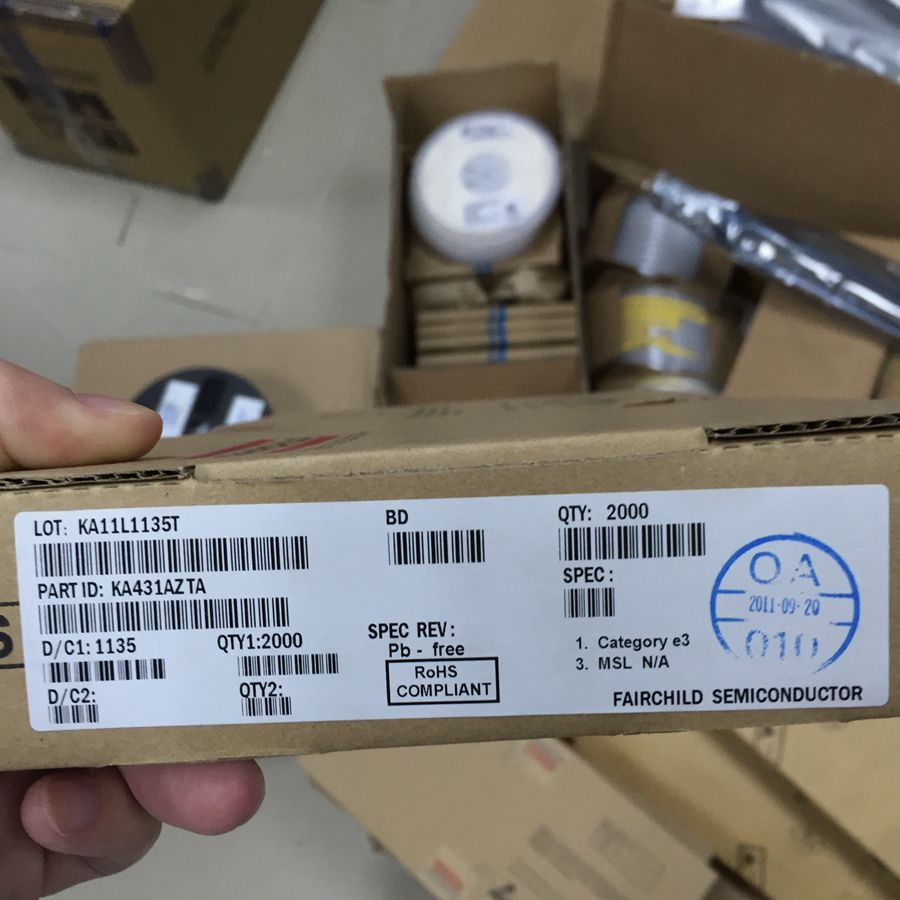 LOT: KA11L1135T
BD
QTY: 2000
PART ID: KA431AZTA
SPEC:
D/C1: 1135
QTY1:2000
SPEC REV:
Pb - free
RoHS
COMPLIANT
D/C2:
QTY2:
1. Category e3
3. MSL N/A
FAIRCHILD SEMICONDUCTOR
QA
2011-09-20
010
S